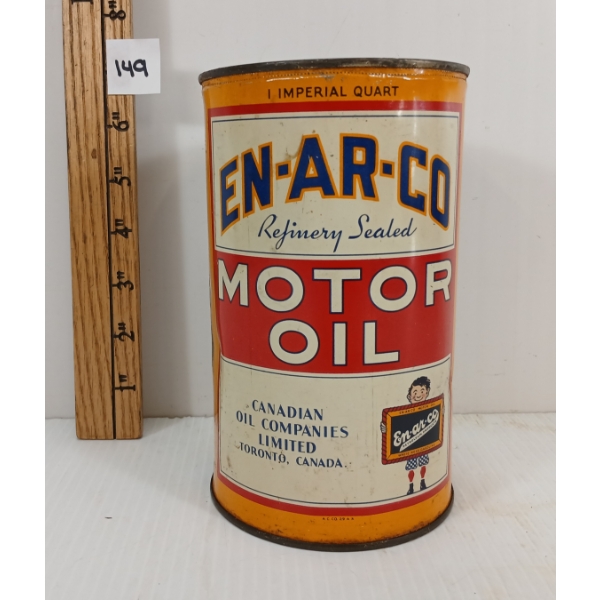 8"
149
6"
5"
4"
3"
2"
1"
1 IMPERIAL QUART
EN-AR-CO
Refinery Sealed
MOTOR
OIL
CANADIAN
OIL COMPANIES
LIMITED
TORONTO, CANADA
En-ar-co